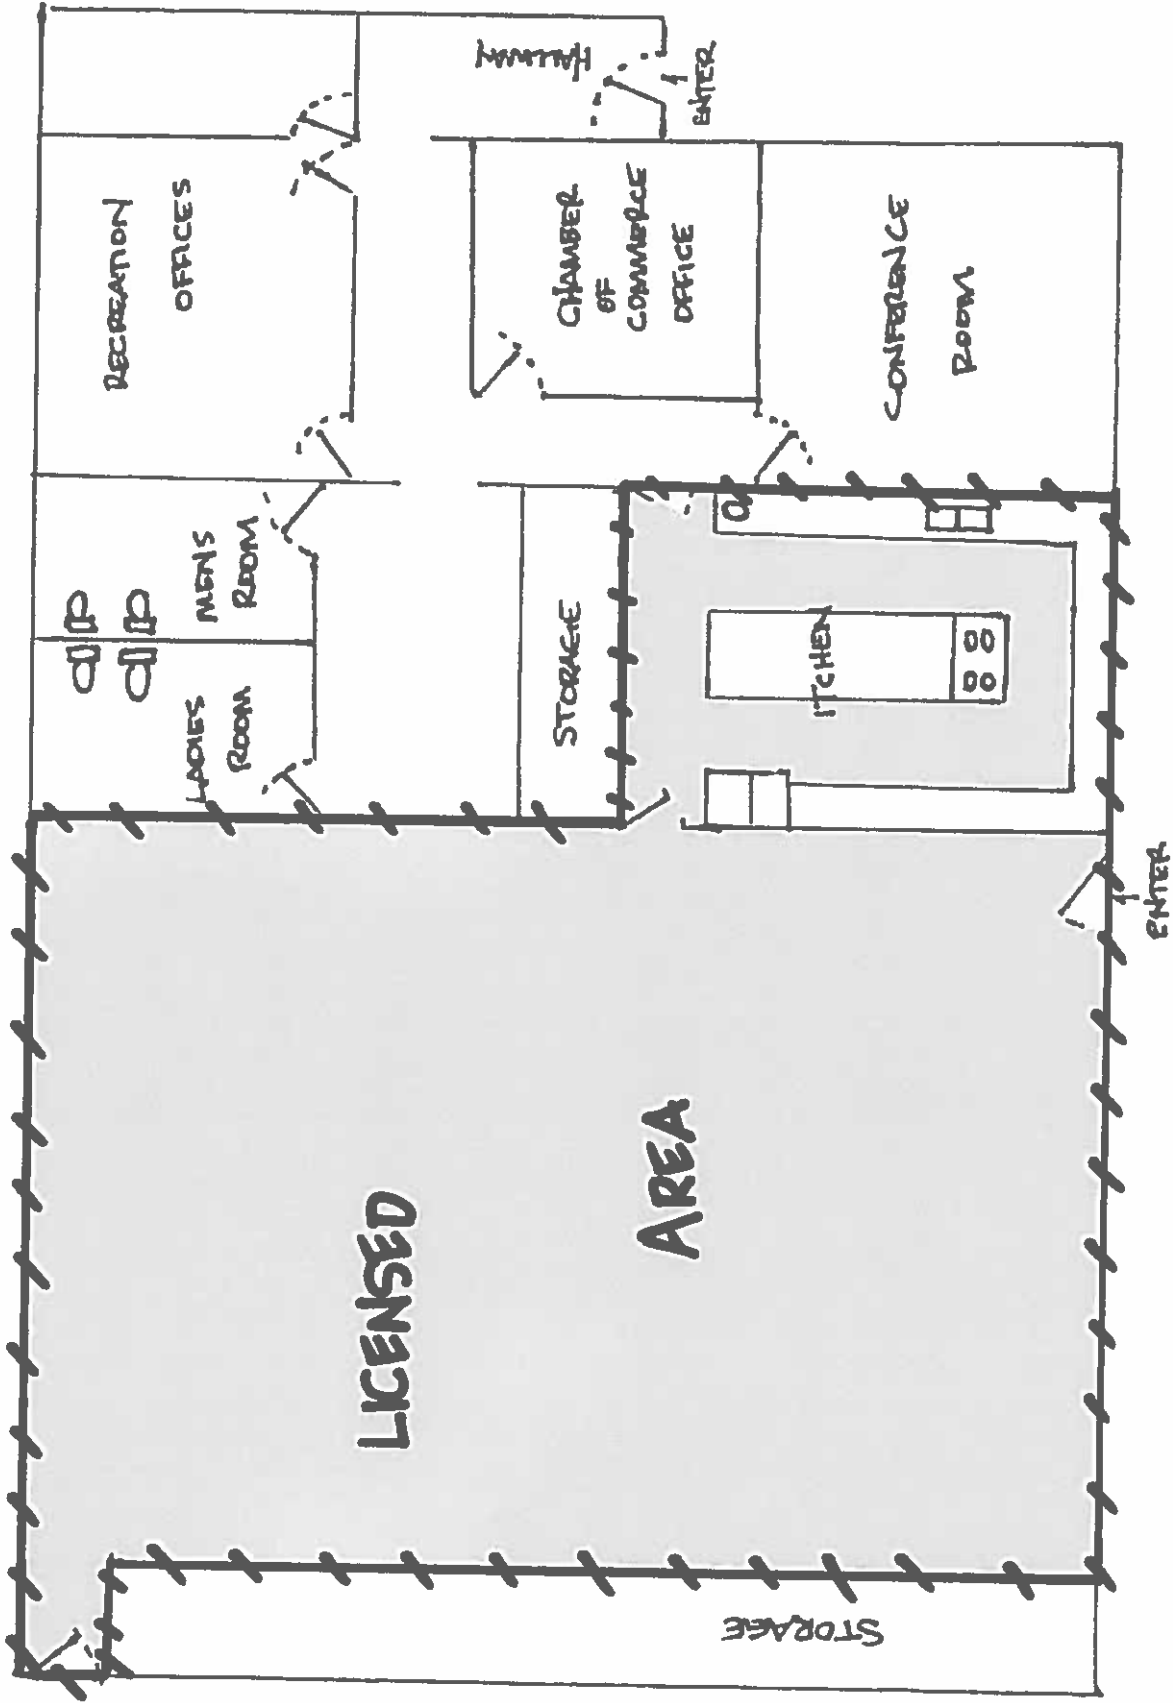 HALLWAY
ENTER
RECREATION
OFFICES
CHAMBER
OF
COMMERCE
OFFICE
CONFERENCE
ROOM
MENS
ROOM
LADIES
ROOM
STORAGE
ITCHEN
LICENSED
AREA
ENTER
STORAGE